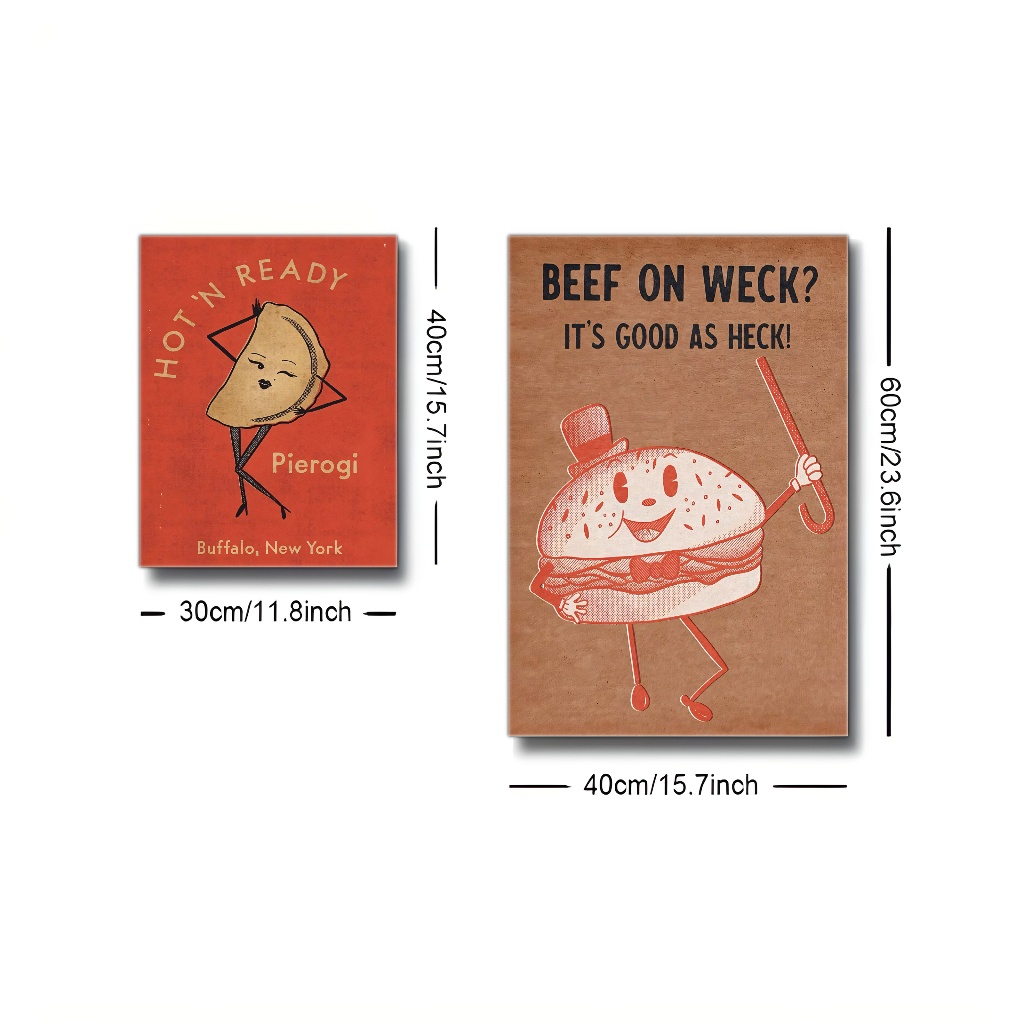 HOT 'N READY
Pierogi
Buffalo, New York
40cm/15.7inch
30cm/11.8inch
BEEF ON WECK?
IT'S GOOD AS HECK!
60cm/23.6inch
40cm/15.7inch